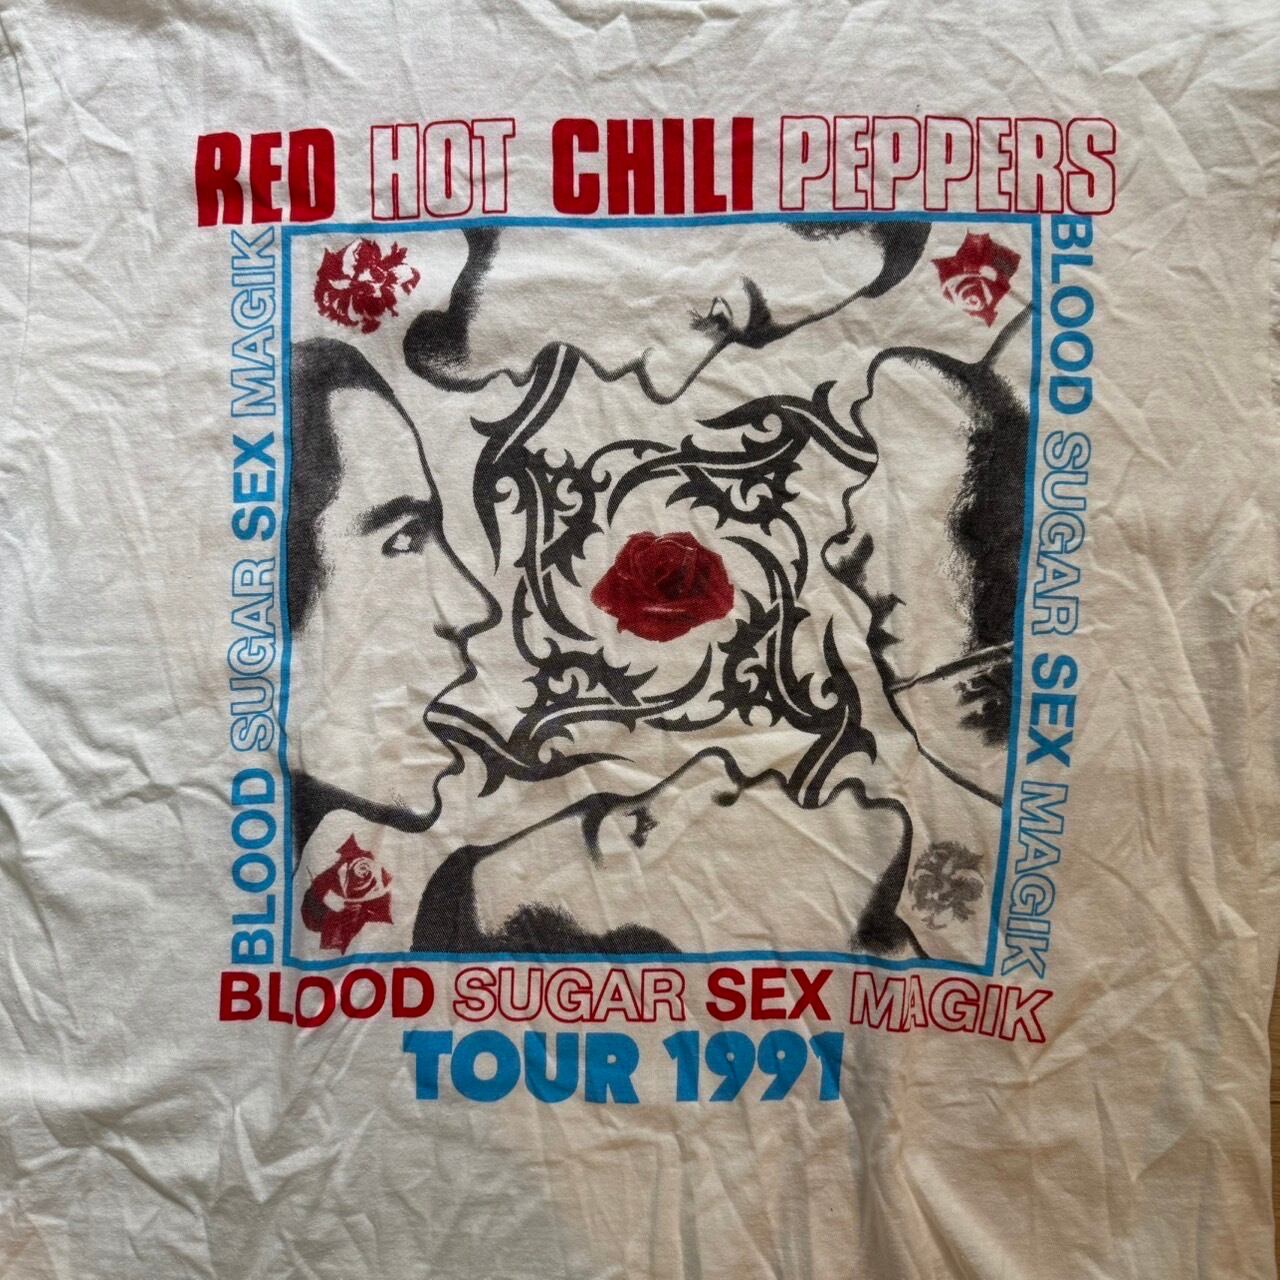 RED HOT CHILI PEPPERS
BLOOD SUGAR SEX MAGIK
BLOOD SUGAR SEX MAGIK
BLOOD SUGAR SEX MAGIK
TOUR 1991